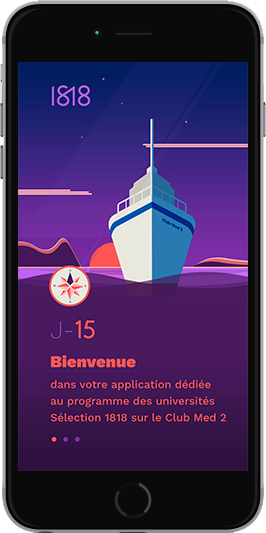 1818
Club Med 2
J-15
Bienvenue
dans votre application dédiée
au programme des universités
Sélection 1818 sur le Club Med 2